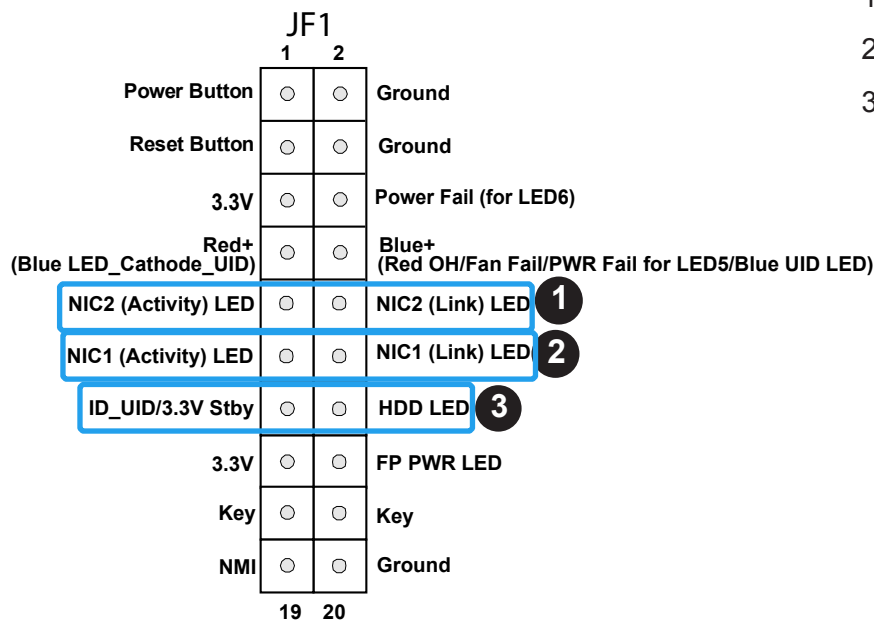 JF1
1 2
Power Button Ground
Reset Button Ground
3.3V Power Fail (for LED6)
Red+ Blue+
(Blue LED_Cathode_UID) (Red OH/Fan Fail/PWR Fail for LED5/Blue UID LED)
NIC2 (Activity) LED NIC2 (Link) LED 1
NIC1 (Activity) LED NIC1 (Link) LED 2
ID_UID/3.3V Stby HDD LED 3
3.3V FP PWR LED
Key Key
NMI Ground
19 20
2
3